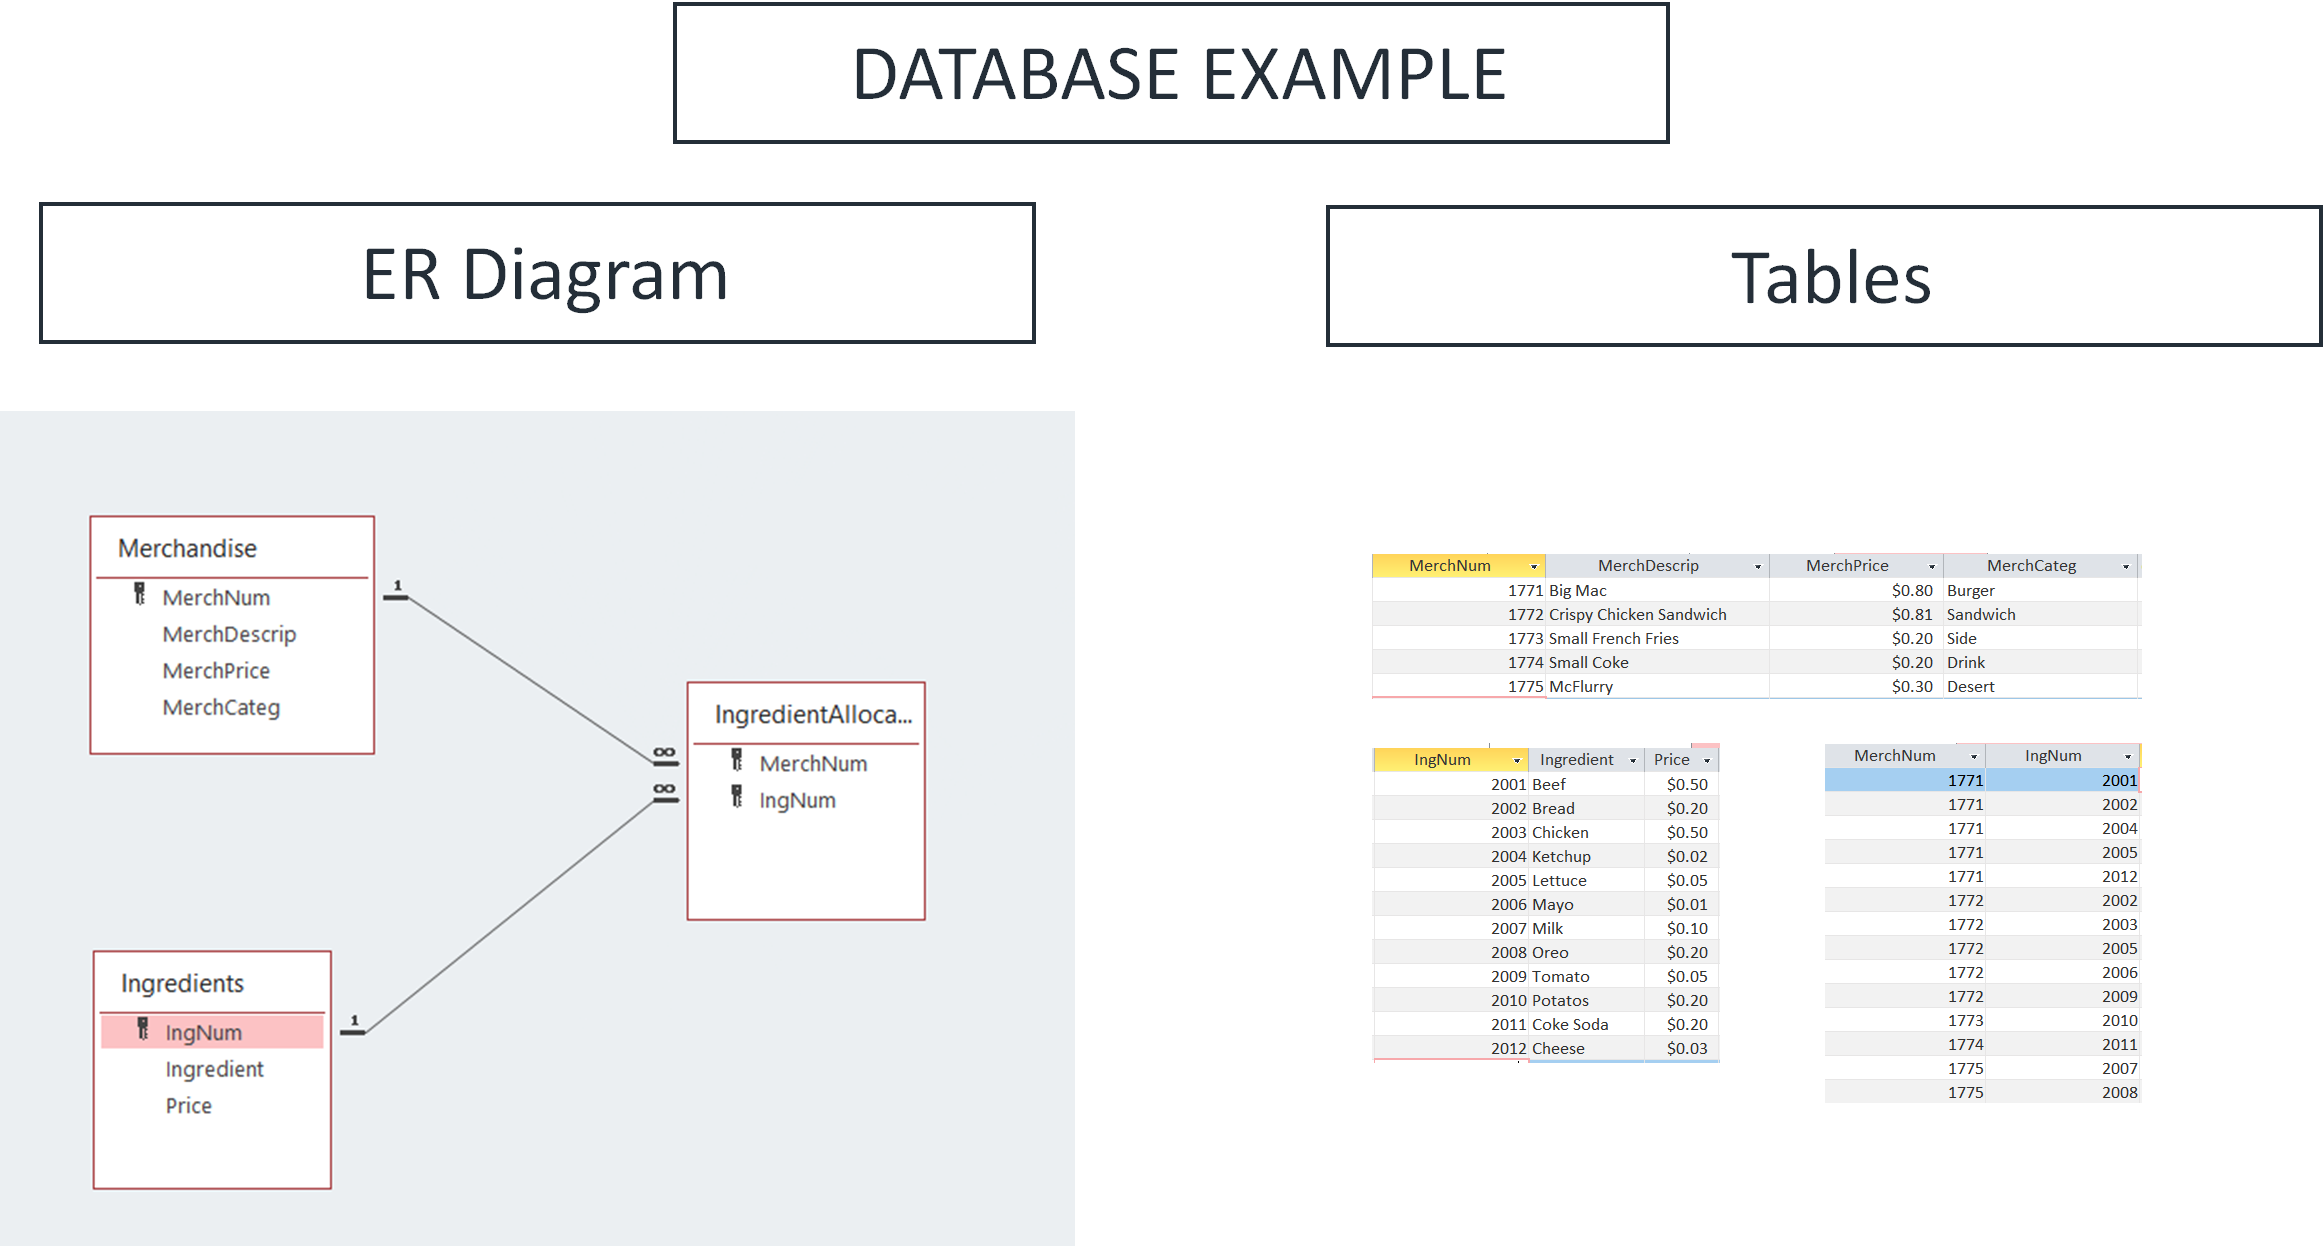 DATABASE EXAMPLE
ER Diagram
Tables
Merchandise
MerchNum
MerchDescrip
MerchPrice
MerchCateg
1
∞
∞
IngredientAlloca...
MerchNum
IngNum
Ingredients
IngNum
Ingredient
Price
1
MerchNum MerchDescrip MerchPrice MerchCateg
1771 Big Mac $0.80 Burger
1772 Crispy Chicken Sandwich $0.81 Sandwich
1773 Small French Fries $0.20 Side
1774 Small Coke $0.20 Drink
1775 McFlurry $0.30 Desert
IngNum Ingredient Price
2001 Beef $0.50
2002 Bread $0.20
2003 Chicken $0.50
2004 Ketchup $0.02
2005 Lettuce $0.05
2006 Mayo $0.01
2007 Milk $0.10
2008 Oreo $0.20
2009 Tomato $0.05
2010 Potatos $0.20
2011 Coke Soda $0.20
2012 Cheese $0.03
MerchNum IngNum
1771 2001
1771 2002
1771 2004
1771 2005
1771 2012
1772 2002
1772 2003
1772 2005
1772 2006
1772 2009
1773 2010
1774 2011
1775 2007
1775 2008